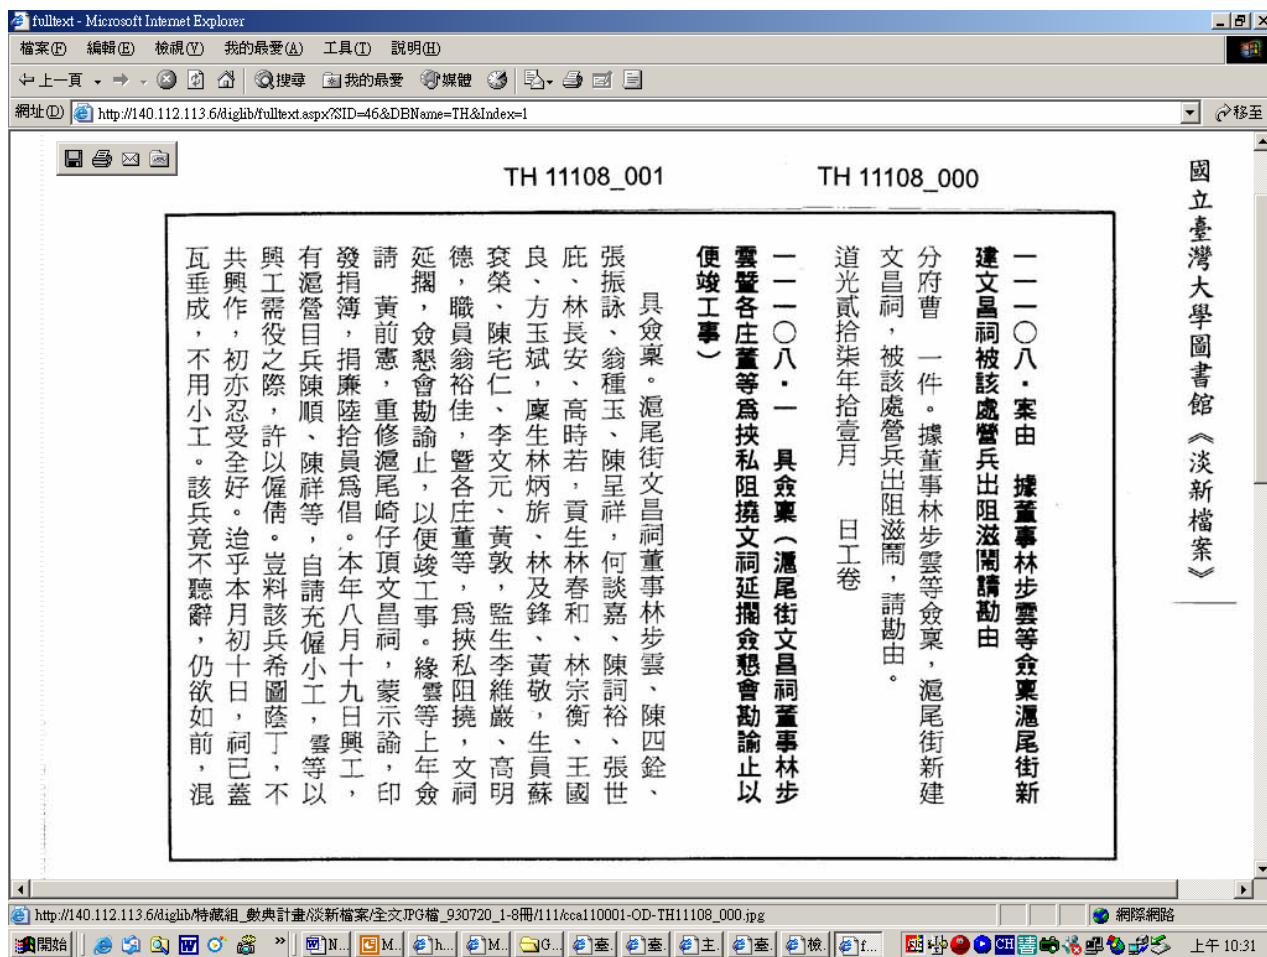 fulltext - Microsoft Internet Explorer
檔案(F) 編輯(E) 檢視(V) 我的最愛(A) 工具(T) 說明(H)
上一頁 搜尋 我的最愛 媒體
網址(D) http://140.112.113.6/diglib/fulltext.aspx?SID=46&DBName=TH&Index=1 移至
TH 11108_001 TH 11108_000
國立臺灣大學圖書館《淡新檔案》
一一一〇八·案由 據董事林步雲等僉稟滬尾街新
建文昌祠被該處營兵出阻滋鬧請勘由
分府曹 一件。據董事林步雲等僉稟,滬尾街新建
文昌祠,被該處營兵出阻滋鬧,請勘由。
道光貳拾柒年拾壹月 日工卷
一一一〇八·一 具僉稟(滬尾街文昌祠董事林步
雲暨各庄董等爲挾私阻撓文祠延擱僉懇會勘諭止以
便竣工事)
具僉稟。滬尾街文昌祠董事林步雲、陳四銓、
張振詠、翁種玉、陳呈祥,何談嘉、陳詞裕、張世
庇、林長安、高時若,貢生林春和、林宗衡、王國
良、方玉斌,廩生林炳旂、林及鋒、黃敬,生員蘇
袞榮、陳宅仁、李文元、黃敦,監生李維嚴、高明
德,職員翁裕佳,暨各庄董等,爲挾私阻撓,文祠
延擱,僉懇會勘諭止,以便竣工事。緣雲等上年僉
請 黃前憲,重修滬尾崎仔頂文昌祠,蒙示諭,印
發捐簿,捐廉陸拾員爲倡。本年八月十九日興工,
有滬營目兵陳順、陳祥等,自請充僱小工,雲等以
興工需役之際,許以僱倩。豈料該兵希圖蔭丁,不
共興作,初亦忍受全好。迨乎本月初十日,祠已蓋
瓦垂成,不用小工。該兵竟不聽辭,仍欲如前,混
http://140.112.113.6/diglib/特藏組_數典計畫/淡新檔案/全文JPG檔_930720_1-8冊/111/cca110001-OD-TH11108_000.jpg 網際網路
開始 N... M... h... M... G... 臺... 臺... 主... 臺... 檢... f... CH 上午 10:31